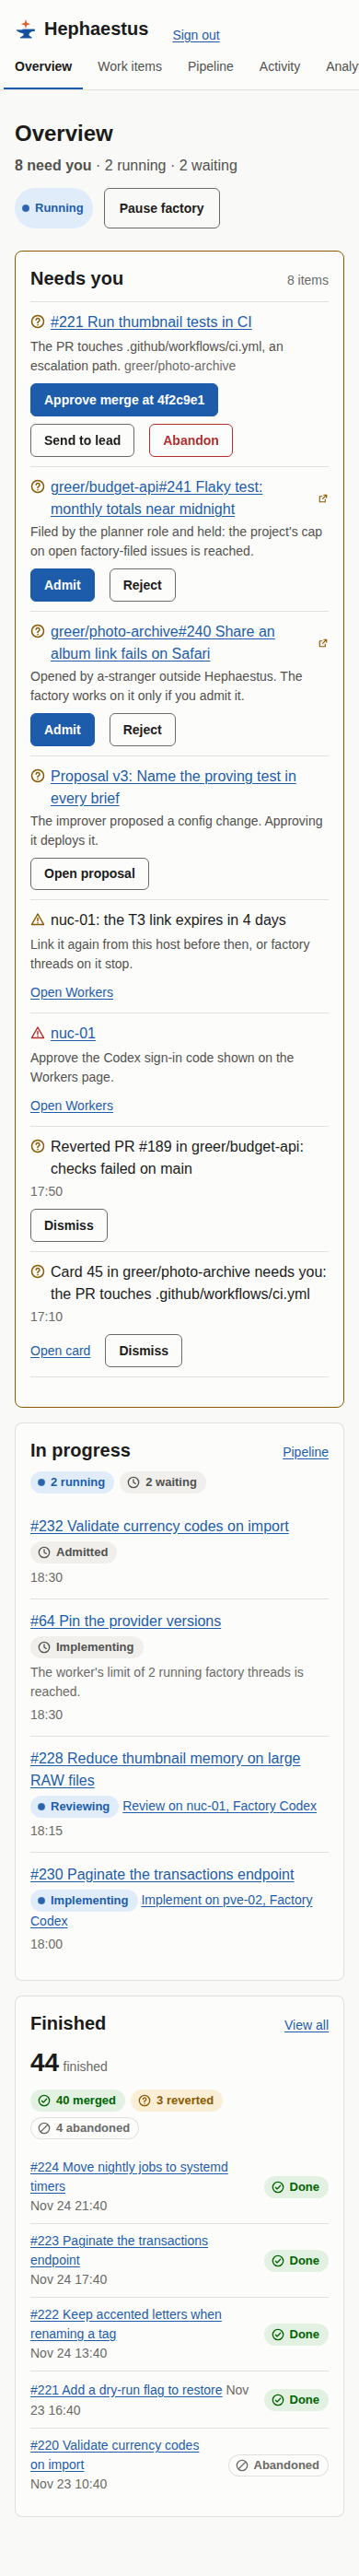 Hephaestus
Sign out
Overview Work items Pipeline Activity Analy
Overview
8 need you · 2 running · 2 waiting
Running
Pause factory
Needs you
8 items
#221 Run thumbnail tests in CI
The PR touches .github/workflows/ci.yml, an
escalation path. greer/photo-archive
Approve merge at 4f2c9e1
Send to lead Abandon
greer/budget-api#241 Flaky test:
monthly totals near midnight
Filed by the planner role and held: the project's cap
on open factory-filed issues is reached.
Admit Reject
greer/photo-archive#240 Share an
album link fails on Safari
Opened by a-stranger outside Hephaestus. The
factory works on it only if you admit it.
Admit Reject
Proposal v3: Name the proving test in
every brief
The improver proposed a config change. Approving
it deploys it.
Open proposal
nuc-01: the T3 link expires in 4 days
Link it again from this host before then, or factory
threads on it stop.
Open Workers
nuc-01
Approve the Codex sign-in code shown on the
Workers page.
Open Workers
Reverted PR #189 in greer/budget-api:
checks failed on main
17:50
Dismiss
Card 45 in greer/photo-archive needs you:
the PR touches .github/workflows/ci.yml
17:10
Open card Dismiss
In progress
Pipeline
2 running 2 waiting
#232 Validate currency codes on import
Admitted
18:30
#64 Pin the provider versions
Implementing
The worker's limit of 2 running factory threads is
reached.
18:30
#228 Reduce thumbnail memory on large
RAW files
Reviewing Review on nuc-01, Factory Codex
18:15
#230 Paginate the transactions endpoint
Implementing Implement on pve-02, Factory
Codex
18:00
Finished
View all
44 finished
40 merged 3 reverted
4 abandoned
#224 Move nightly jobs to systemd
timers
Nov 24 21:40
Done
#223 Paginate the transactions
endpoint
Nov 24 17:40
Done
#222 Keep accented letters when
renaming a tag
Nov 24 13:40
Done
#221 Add a dry-run flag to restore Nov
23 16:40
Done
#220 Validate currency codes
on import
Nov 23 10:40
Abandoned